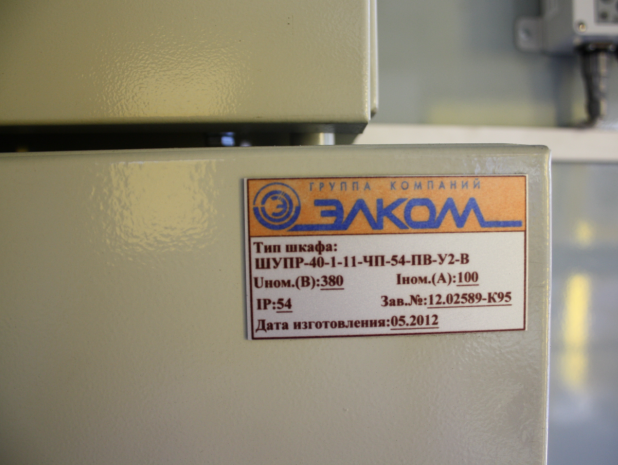 ГРУППА КОМПАНИЙ
ЭЛКОМ
Тип шкафа:
ШУПР-40-1-11-ЧП-54-ПВ-У2-В
Uном.(В):380 Iном.(А):100
IP:54 Зав.№:12.02589-К95
Дата изготовления:05.2012